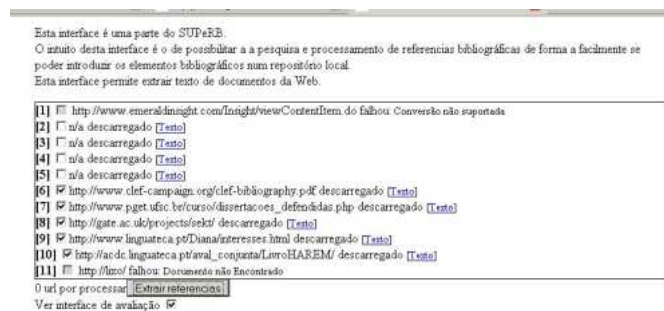 Esta interface é uma parte do SUPeRB.
O intuito desta interface é o de possibilitar a a pesquisa e processamento de referencias bibliográficas de forma a facilmente se
poder introduzir os elementos bibliográficos num repositório local.
Esta interface permite extrair texto de documentos da Web.
[1] http://www.emeraldinsight.com/Insight/viewContentItem.do falhou: Conversão não suportada
[2] n/a descarregado [Texto]
[3] n/a descarregado [Texto]
[4] n/a descarregado [Texto]
[5] n/a descarregado [Texto]
[6] http://www.clef-campaign.org/clef-bibliography.pdf descarregado [Texto]
[7] http://www.pget.ufsc.br/curso/dissertacoes_defendidas.php descarregado [Texto]
[8] http://gate.ac.uk/projects/sekt/ descarregado [Texto]
[9] http://www.linguateca.pt/Diana/interesses.html descarregado [Texto]
[10] http://acdc.linguateca.pt/aval_conjunta/LivroHAREM/ descarregado [Texto]
[11] http://lixo/ falhou: Documento não Encontrado
0 url por processar Extrair referencias
Ver interface de avaliação